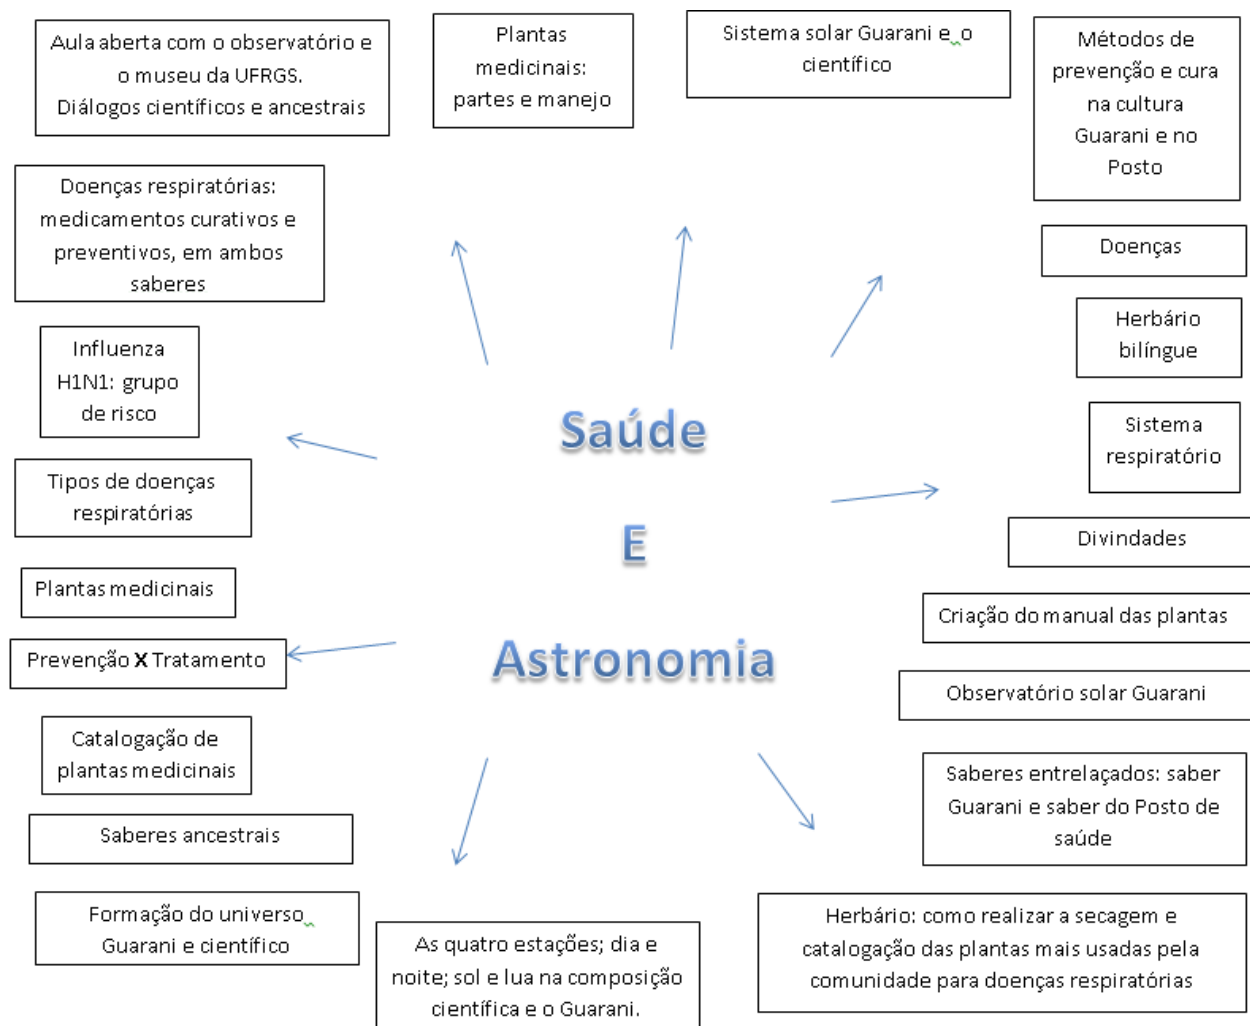 Aula aberta com o observatório e
o museu da UFRGS.
Diálogos científicos e ancestrais
Plantas
medicinais:
partes e manejo
Sistema solar Guarani e o
científico
Métodos de
prevenção e cura
na cultura
Guarani e no
Posto
Doenças respiratórias:
medicamentos curativos e
preventivos, em ambos
saberes
Doenças
Influenza
H1N1: grupo
de risco
Herbário
bilíngue
Saúde
E
Astronomia
Sistema
respiratório
Tipos de doenças
respiratórias
Divindades
Plantas medicinais
Criação do manual das plantas
Prevenção X Tratamento
Observatório solar Guarani
Catalogação de
plantas medicinais
Saberes entrelaçados: saber
Guarani e saber do Posto de
saúde
Saberes ancestrais
Formação do universo
Guarani e científico
As quatro estações; dia e
noite; sol e lua na composição
científica e o Guarani.
Herbário: como realizar a secagem e
catalogação das plantas mais usadas pela
comunidade para doenças respiratórias